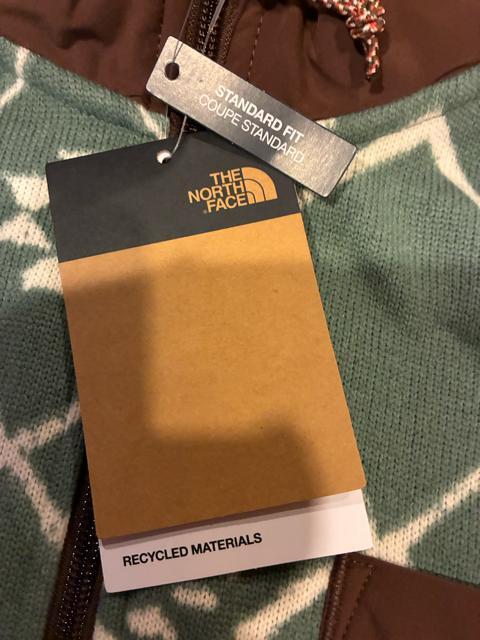 STANDARD FIT
COUPE STANDARD
THE
NORTH
FACE
RECYCLED MATERIALS